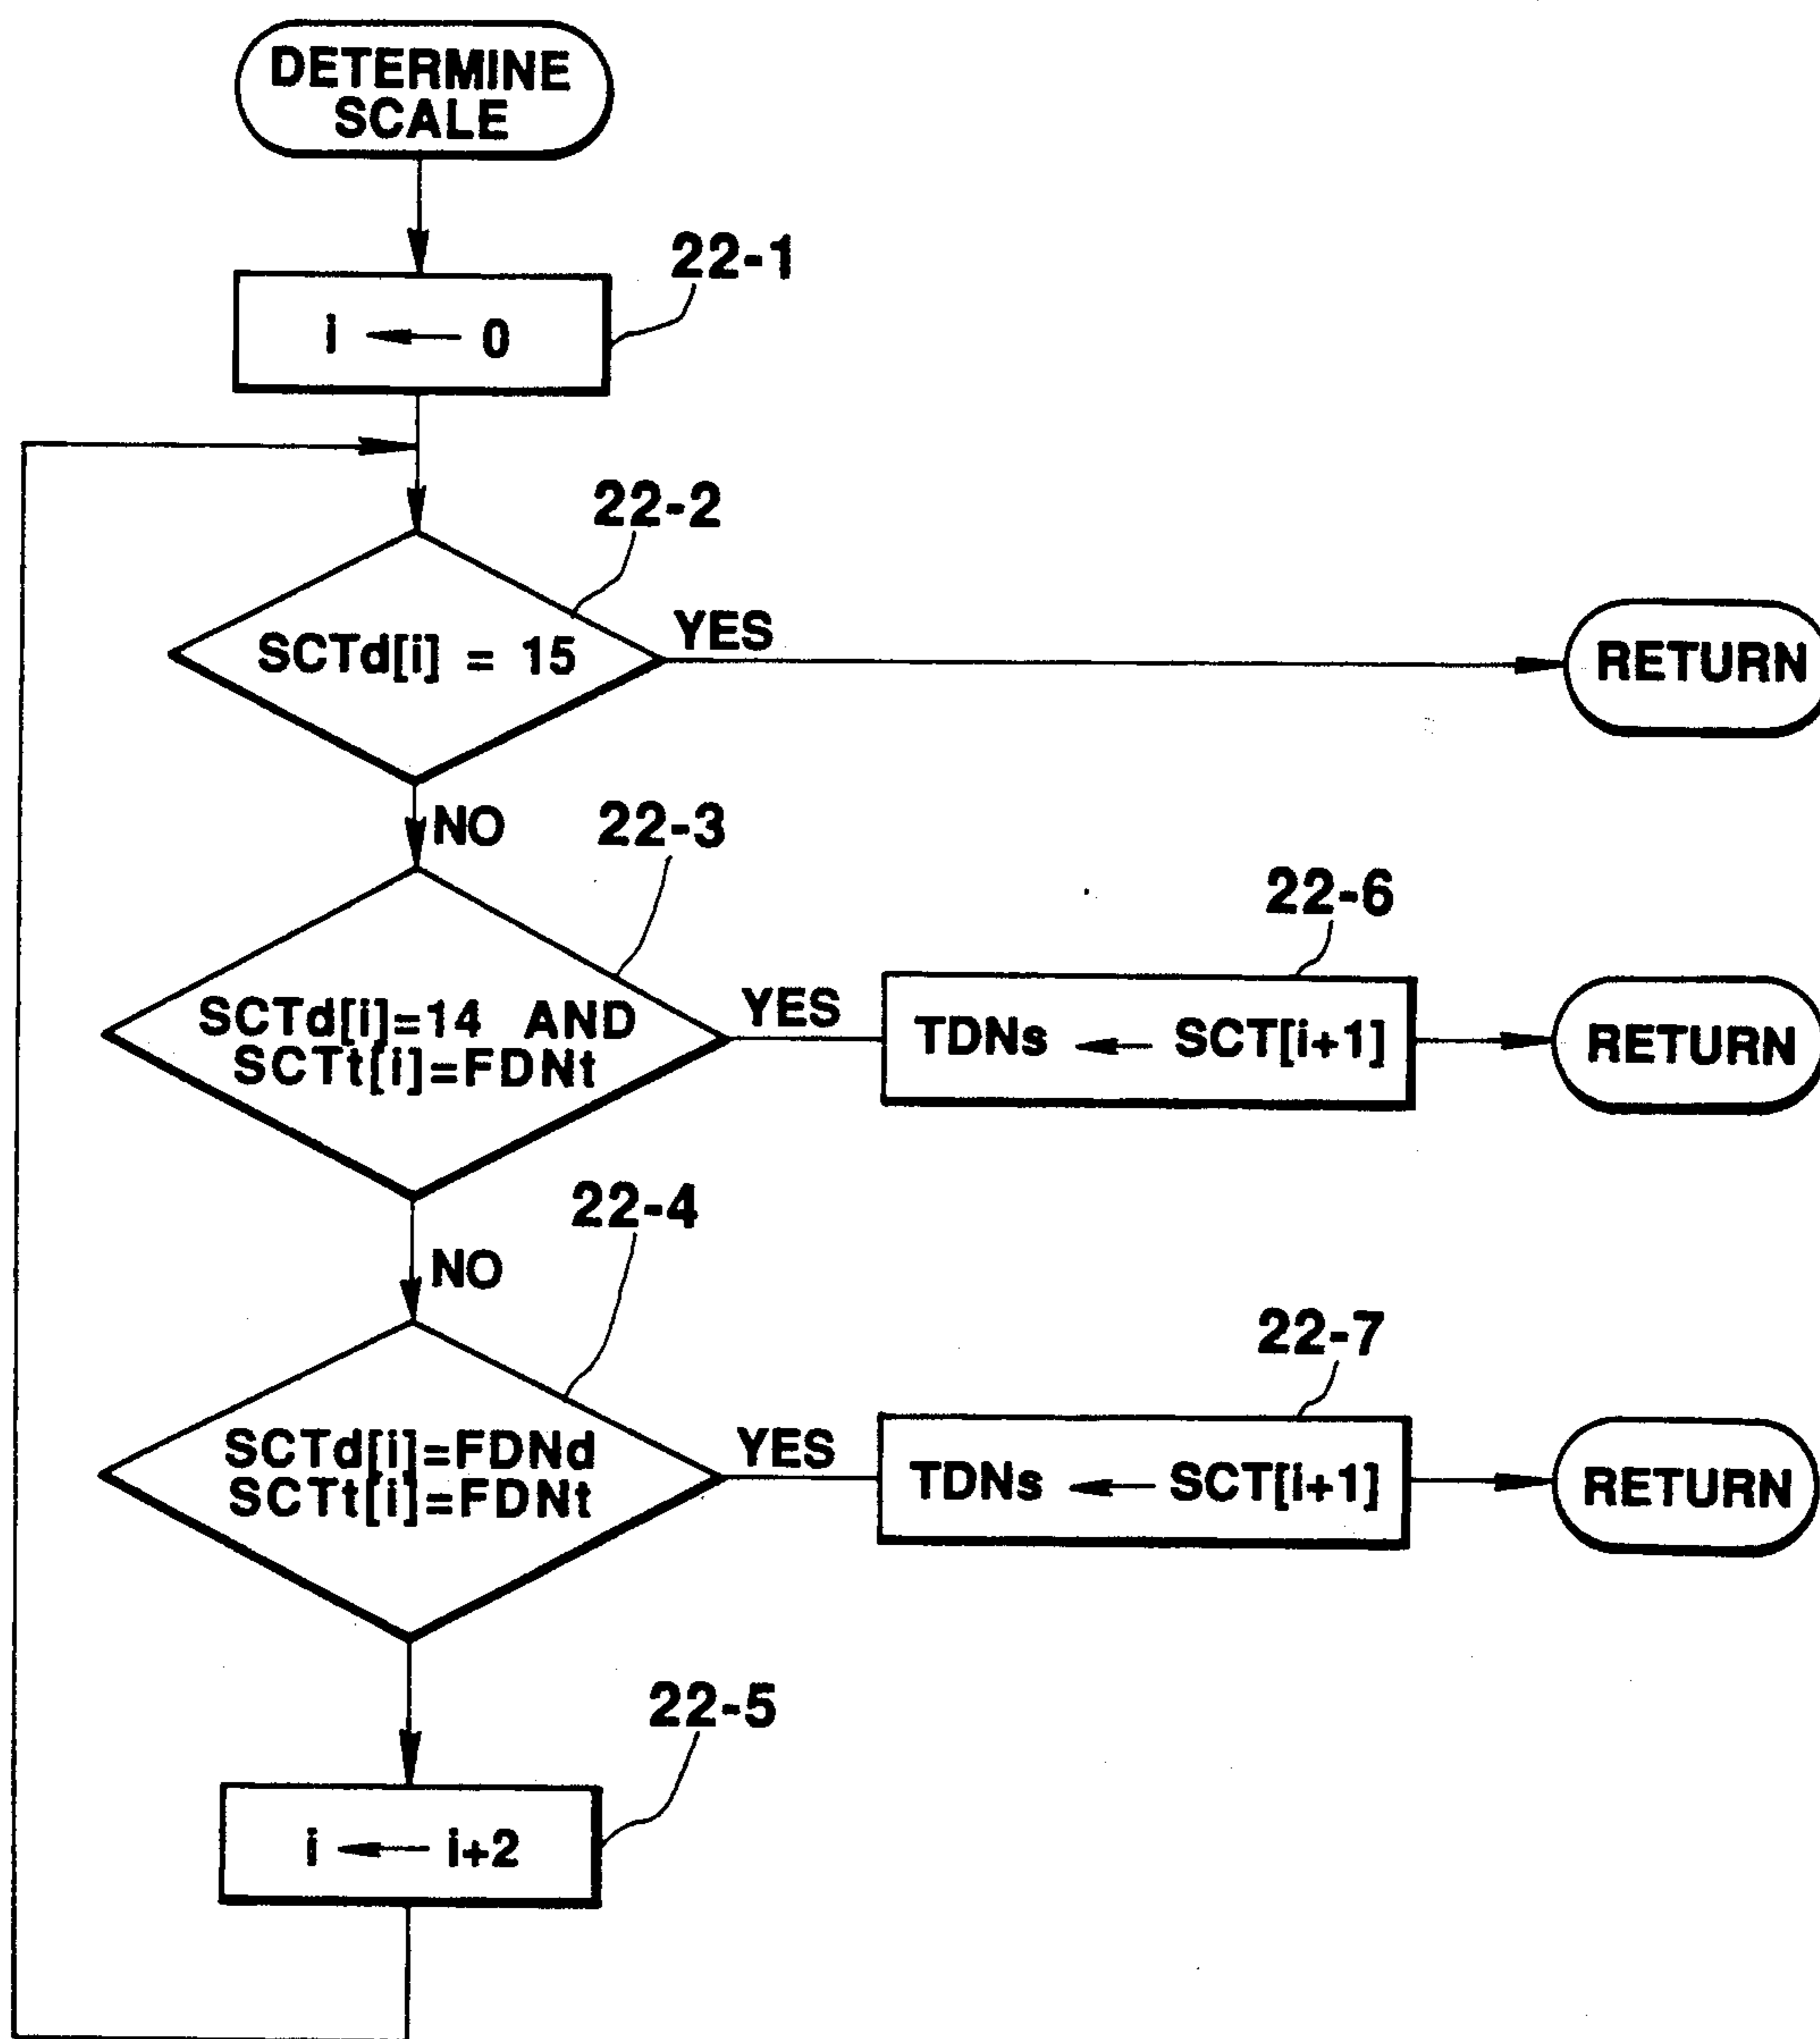 DETERMINE
SCALE
22-1
i ← 0
22-2
SCTd[i] = 15
YES
RETURN
NO
22-3
SCTd[i]=14 AND
SCTt[i]=FDNt
YES
22-6
TDNs ← SCT[i+1]
RETURN
NO
22-4
SCTd[i]=FDNd
SCTt[i]=FDNt
YES
22-7
TDNs ← SCT[i+1]
RETURN
22-5
i ← i+2